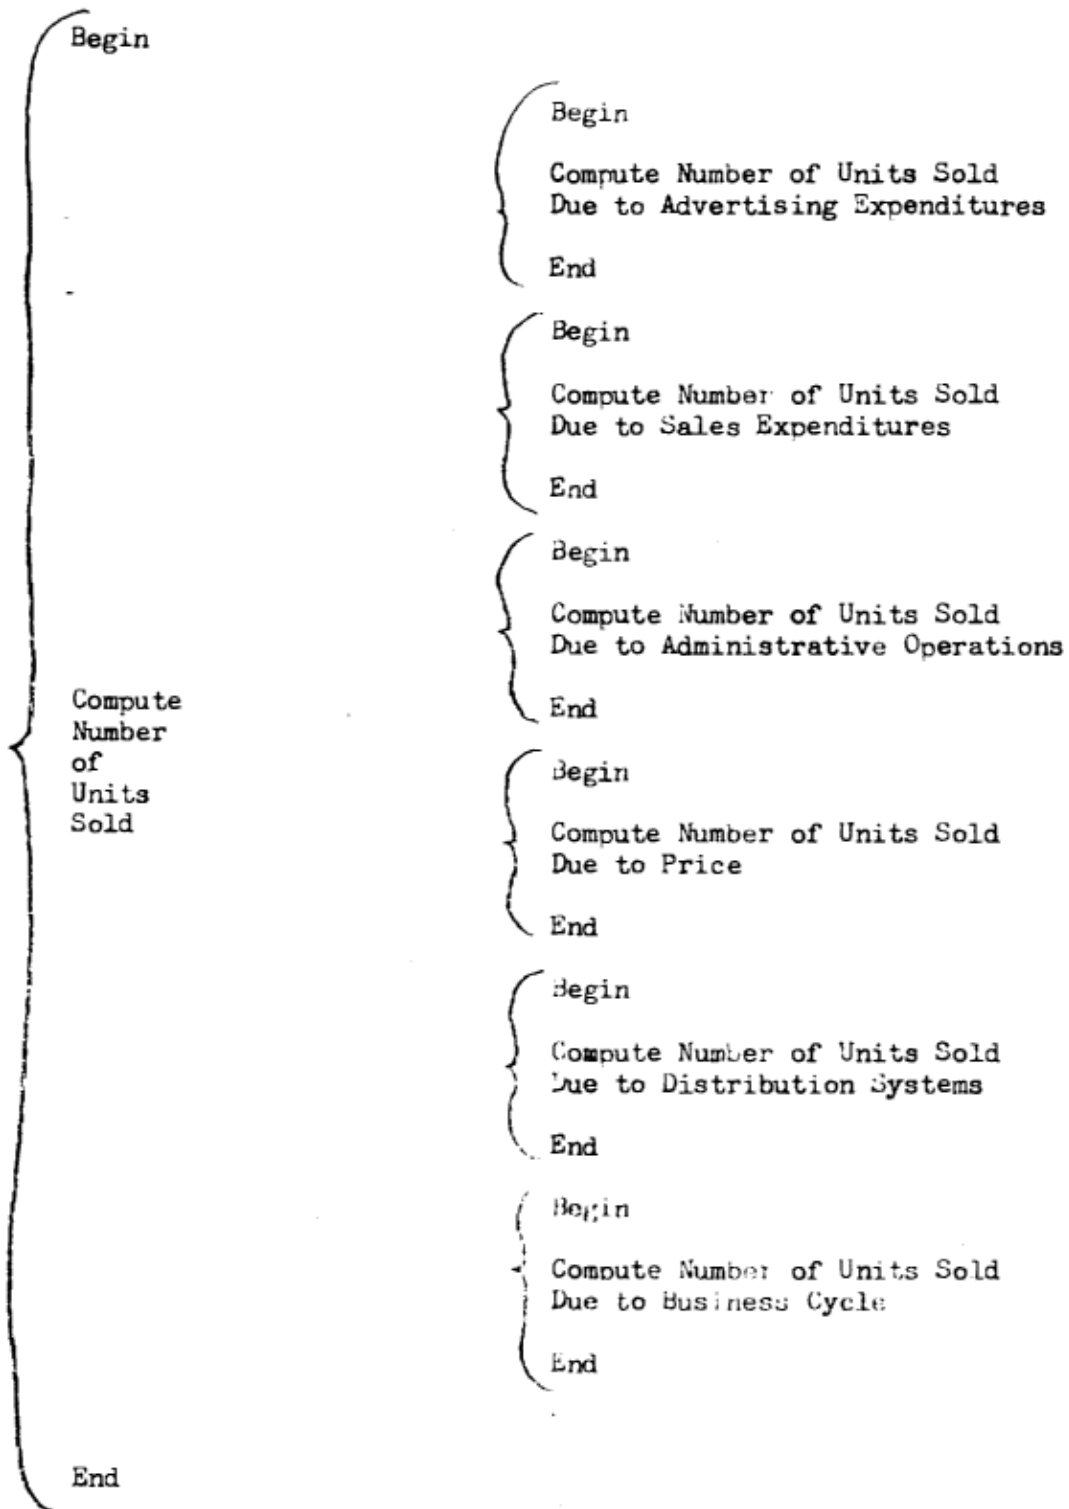 Begin
Begin
Compute Number of Units Sold
Due to Advertising Expenditures
End
Begin
Compute Number of Units Sold
Due to Sales Expenditures
End
Begin
Compute Number of Units Sold
Due to Administrative Operations
End
Compute
Number
of
Units
Sold
Begin
Compute Number of Units Sold
Due to Price
End
Begin
Compute Number of Units Sold
Due to Distribution Systems
End
Begin
Compute Number of Units Sold
Due to Business Cycle
End
End